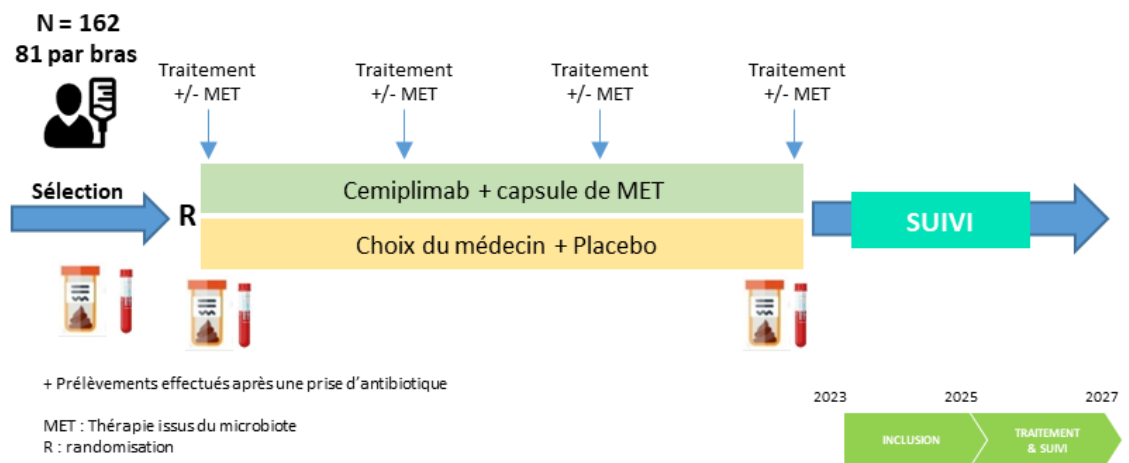 N = 162
81 par bras
Traitement
+/- MET
Traitement
+/- MET
Traitement
+/- MET
Traitement
+/- MET
Sélection
R
Cemiplimab + capsule de MET
Choix du médecin + Placebo
SUIVI
+ Prélèvements effectués après une prise d'antibiotique
MET : Thérapie issus du microbiote
R : randomisation
2023
2025
2027
INCLUSION
TRAITEMENT
& SUIVI